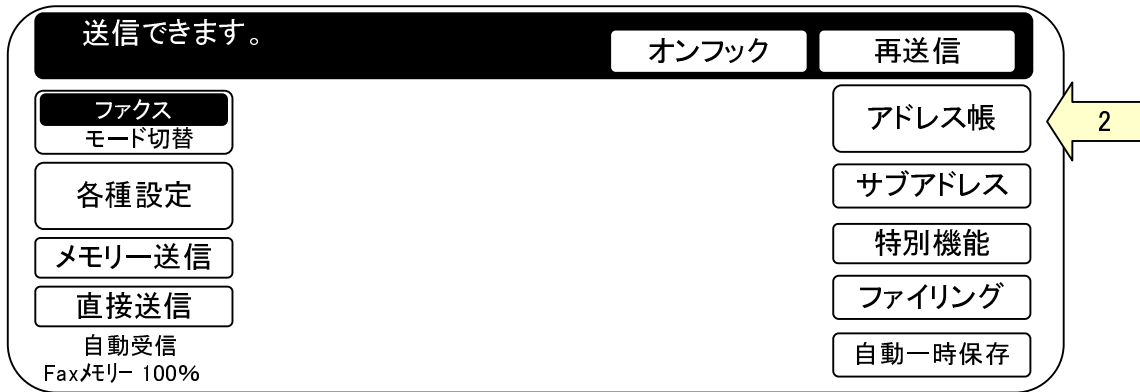 送信できます。
オンフック
再送信
ファクス
モード切替
各種設定
メモリー送信
直接送信
自動受信
Faxメモリー 100%
アドレス帳
2
サブアドレス
特別機能
ファイリング
自動一時保存